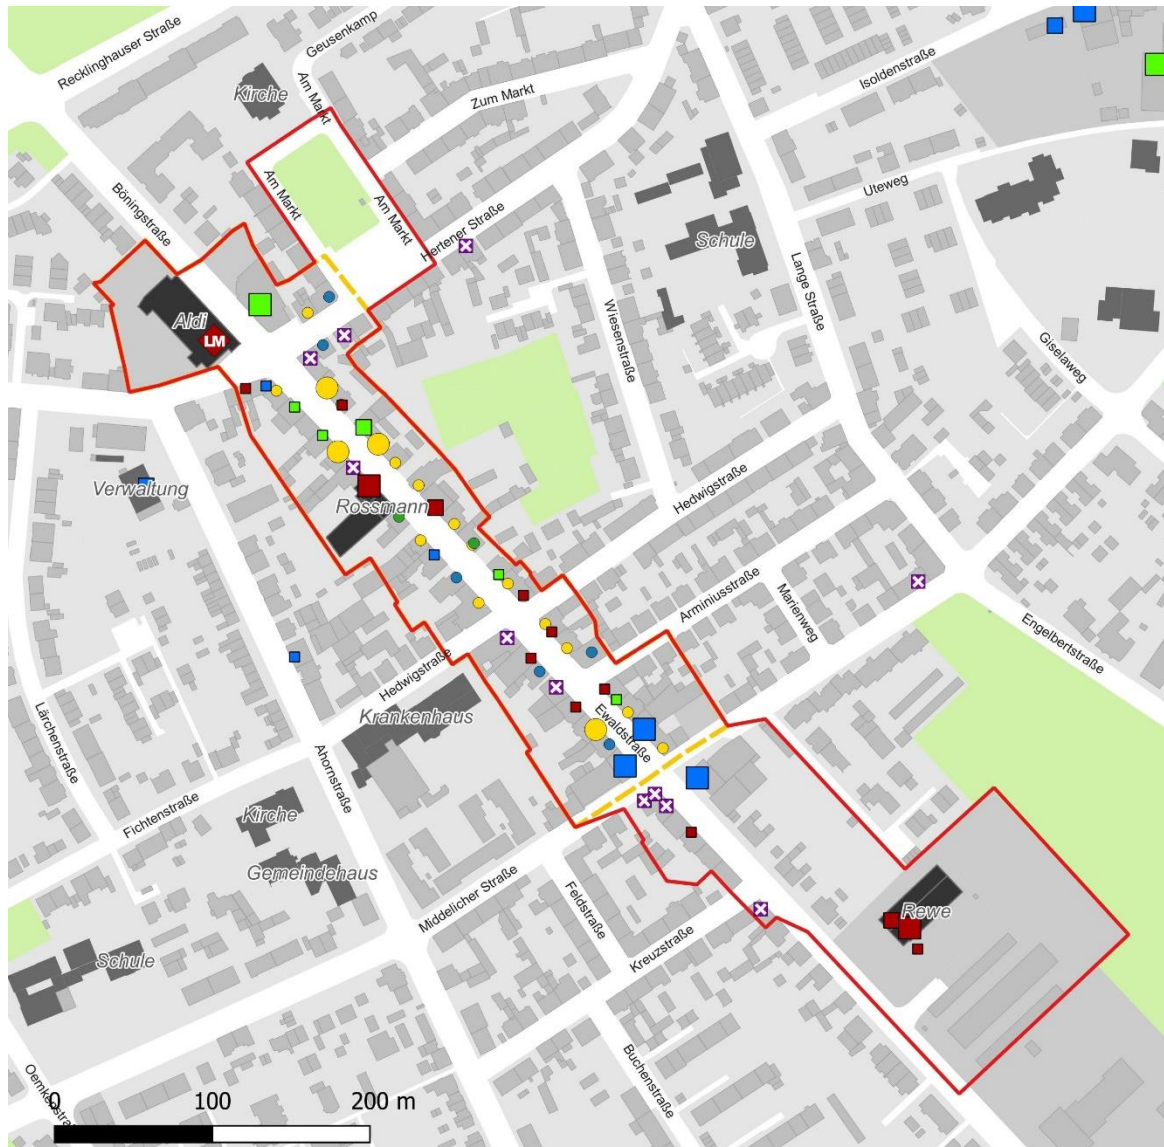 Recklinghauser Straße
Geusenkamp
Am Markt
Kirche
Zum Markt
Isoldenstraße
Böningstraße
Am Markt
Am Markt
Hertener Straße
Uteweg
Schule
Lange Straße
Aldi
LM
Wiesenstraße
Giselaweg
Verwaltung
Rossmann
Hedwigstraße
Arminiusstraße
Marienweg
Engelbertstraße
Hedwigstraße
Krankenhaus
Ewaldstraße
Lärchenstraße
Ahornstraße
Fichtenstraße
Kirche
Gemeindehaus
Middelicher Straße
Feldstraße
Rewe
Kreuzstraße
Schule
Buchenstraße
0 100 200 m